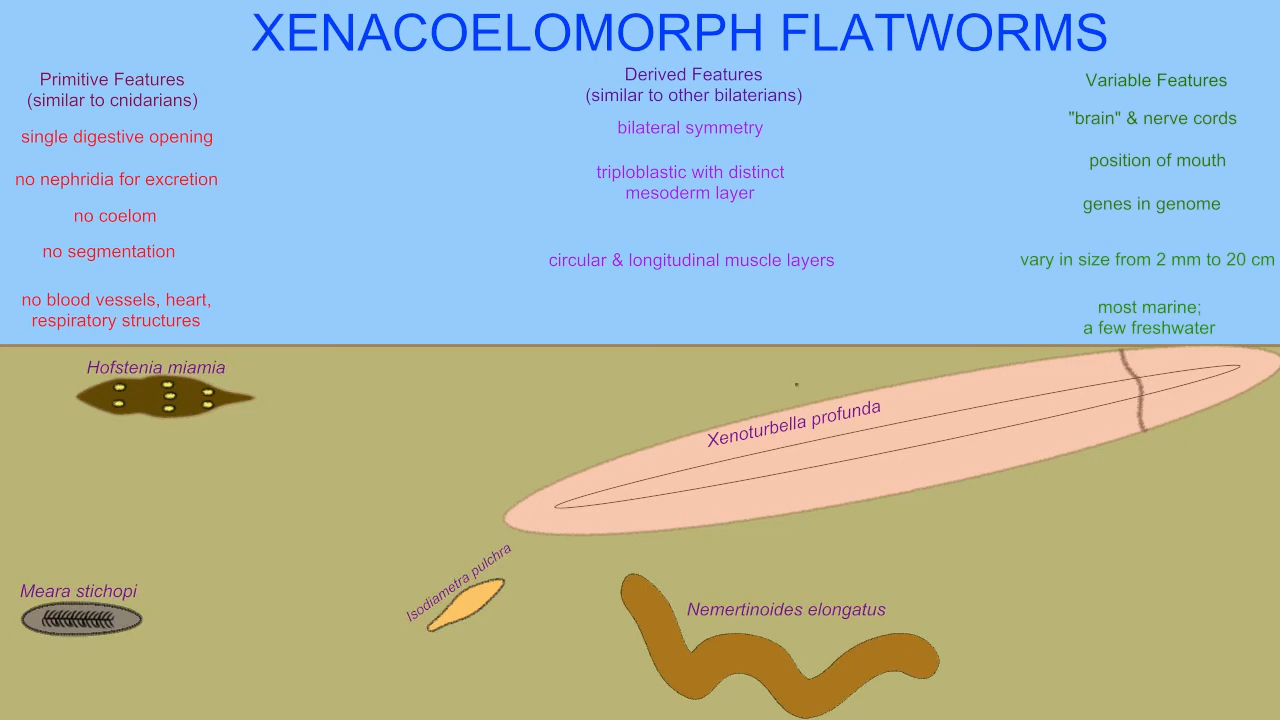 XENACOELOMORPH FLATWORMS
Primitive Features
(similar to cnidarians)
single digestive opening
no nephridia for excretion
no coelom
no segmentation
no blood vessels, heart,
respiratory structures
Derived Features
(similar to other bilaterians)
bilateral symmetry
triploblastic with distinct
mesoderm layer
circular & longitudinal muscle layers
Variable Features
"brain" & nerve cords
position of mouth
genes in genome
vary in size from 2 mm to 20 cm
most marine;
a few freshwater
Hofstenia miamia
Xenoturbella profunda
Meara stichopi
Isodiametra pulchra
Nemertinoides elongatus